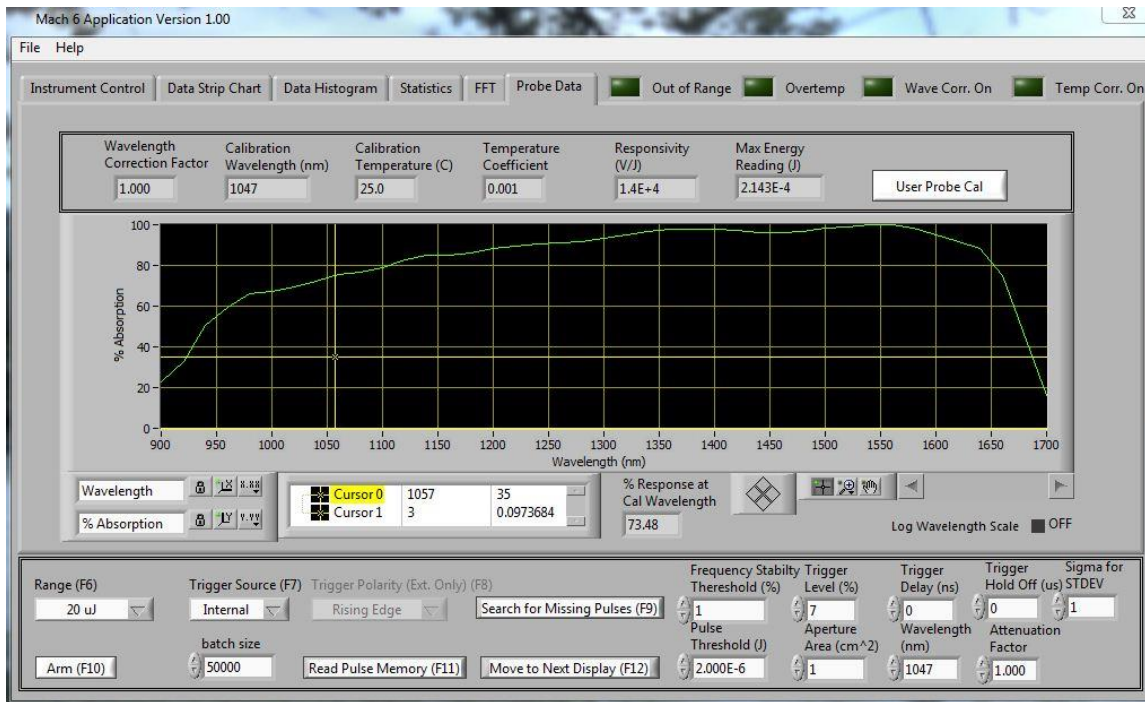 Mach 6 Application Version 1.00
File Help
Instrument Control Data Strip Chart Data Histogram Statistics FFT Probe Data Out of Range Overtemp Wave Corr. On Temp Corr. On
Wavelength Correction Factor
1.000
Calibration Wavelength (nm)
1047
Calibration Temperature (C)
25.0
Temperature Coefficient
0.001
Responsivity (V/J)
1.4E+4
Max Energy Reading (J)
2.143E-4
User Probe Cal
% Absorption
100
80
60
40
20
0
900 950 1000 1050 1100 1150 1200 1250 1300 1350 1400 1450 1500 1550 1600 1650 1700
Wavelength (nm)
Wavelength
% Absorption
Cursor 0 1057 35
Cursor 1 3 0.0973684
% Response at
Cal Wavelength
73.48
Log Wavelength Scale OFF
Range (F6)
20 uJ
Trigger Source (F7)
Internal
Trigger Polarity (Ext. Only) (F8)
Rising Edge
Search for Missing Pulses (F9)
Frequency Stabilty
Thereshold (%)
1
Trigger
Level (%)
7
Trigger
Delay (ns)
0
Trigger
Hold Off (us)
0
Sigma for
STDEV
1
Arm (F10)
batch size
50000
Read Pulse Memory (F11)
Move to Next Display (F12)
Pulse
Threshold (J)
2.000E-6
Aperture
Area (cm^2)
1
Wavelength
(nm)
1047
Attenuation
Factor
1.000